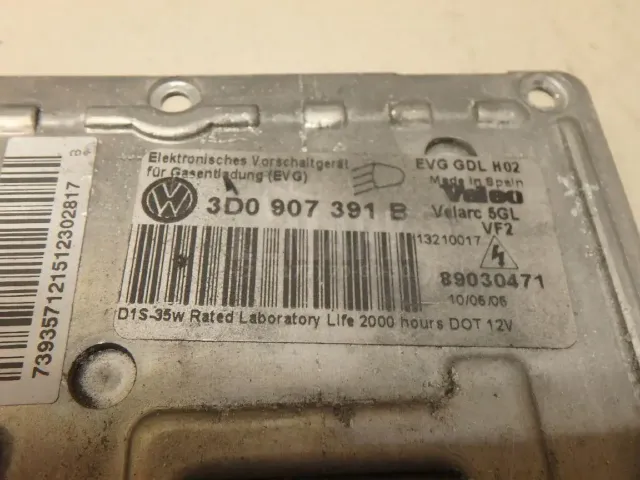 Elektronisches Vorschaltgerät
für Gasentladung (EVG)
EVG GDL H02
Made in Spain
Valeo
3D0 907 391 B
Velarc 5GL
VF2
13210017
89030471
10/06/06
D1S-35w Rated Laboratory Life 2000 hours DOT 12V
739357121512302817